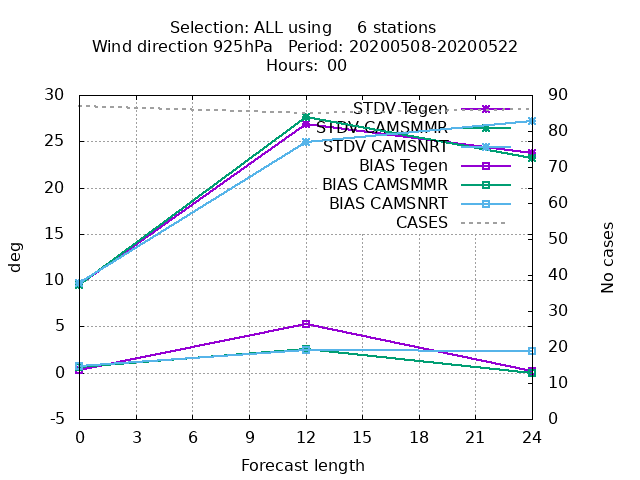 Selection: ALL using     6 stations
Wind direction 925hPa   Period: 20200508-20200522
Hours: 00
30
25
20
15
10
5
0
-5
90
80
70
60
50
40
30
20
10
0
STDV Tegen
STDV CAMSMMR
STDV CAMSNRT
BIAS Tegen
BIAS CAMSMMR
BIAS CAMSNRT
CASES
deg
No cases
0 3 6 9 12 15 18 21 24
Forecast length